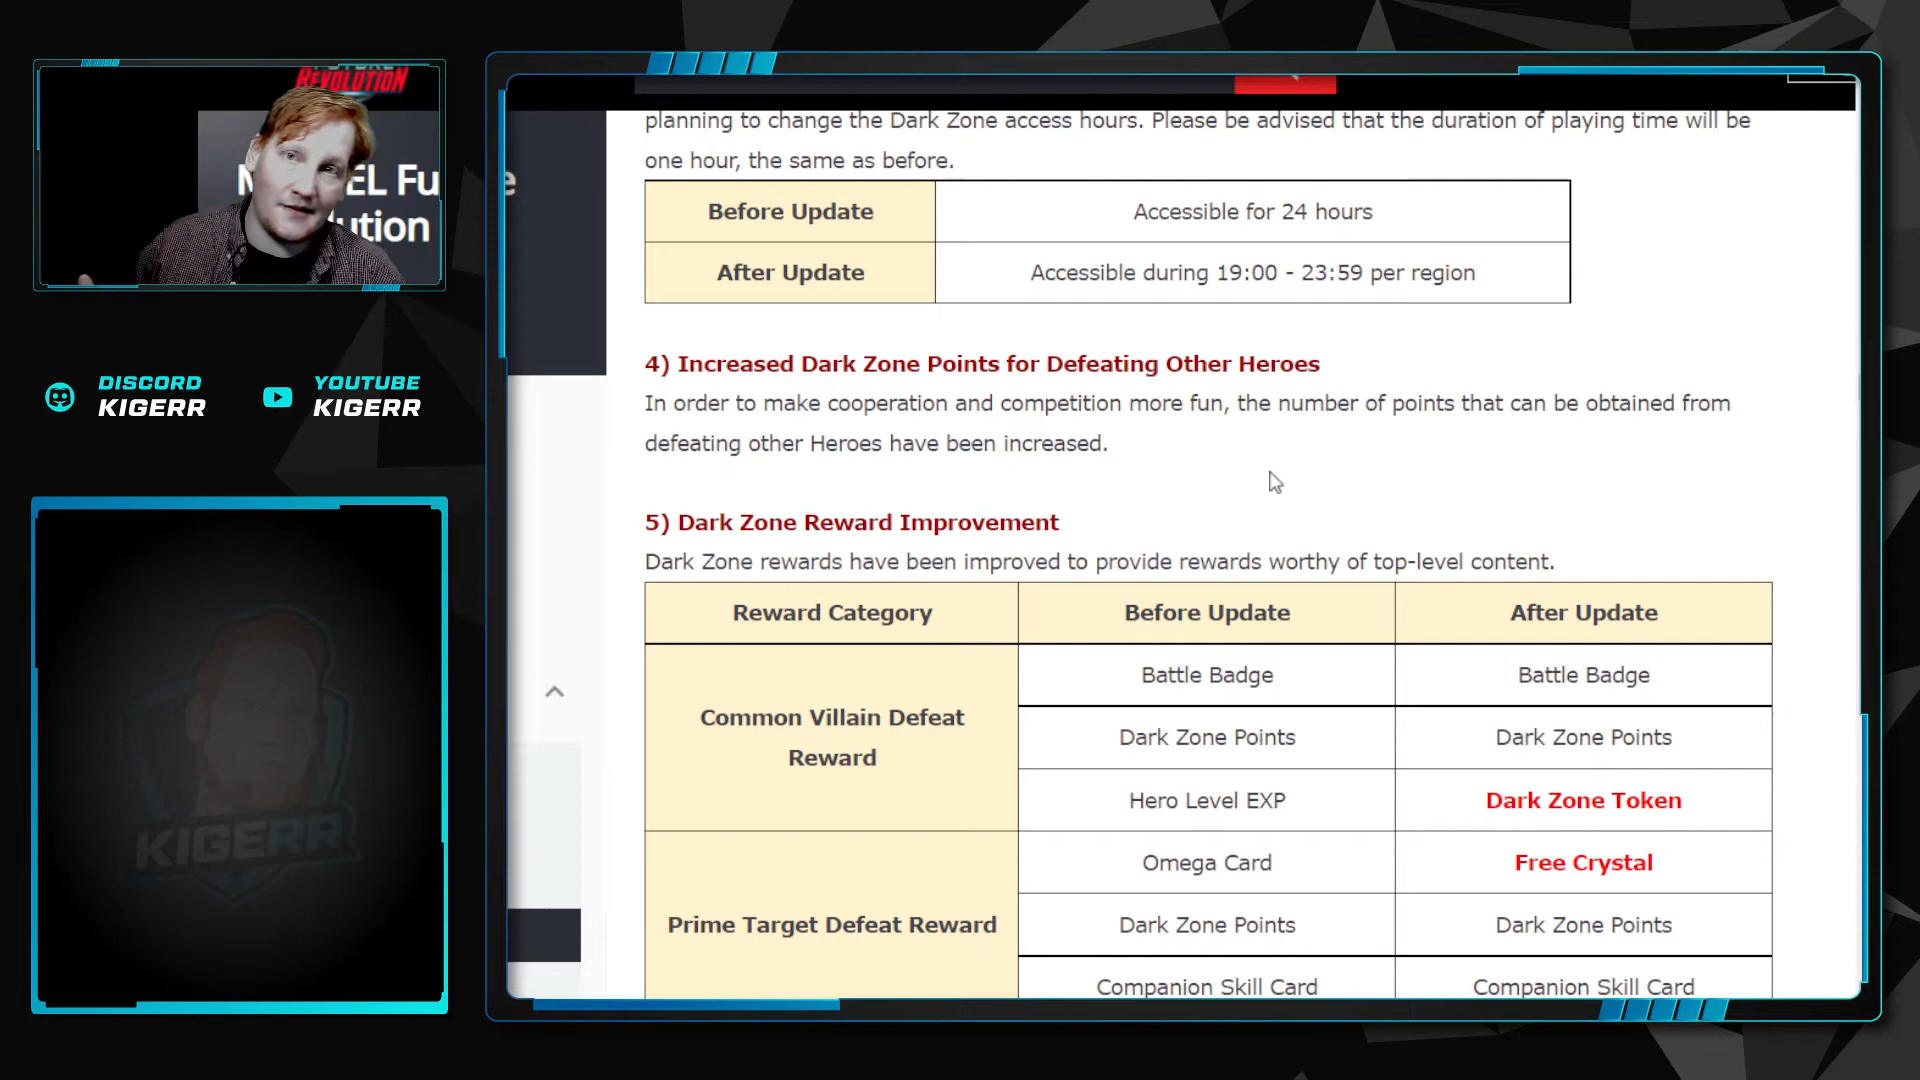 REVOLUTION
DISCORD
KIGERR
YOUTUBE
KIGERR
KIGERR
planning to change the Dark Zone access hours. Please be advised that the duration of playing time will be
one hour, the same as before.
Before Update
Accessible for 24 hours
After Update
Accessible during 19:00 - 23:59 per region
4) Increased Dark Zone Points for Defeating Other Heroes
In order to make cooperation and competition more fun, the number of points that can be obtained from
defeating other Heroes have been increased.
5) Dark Zone Reward Improvement
Dark Zone rewards have been improved to provide rewards worthy of top-level content.
Reward Category
Before Update
After Update
Common Villain Defeat
Reward
Battle Badge
Battle Badge
Dark Zone Points
Dark Zone Points
Hero Level EXP
Dark Zone Token
Prime Target Defeat Reward
Omega Card
Free Crystal
Dark Zone Points
Dark Zone Points
Companion Skill Card
Companion Skill Card